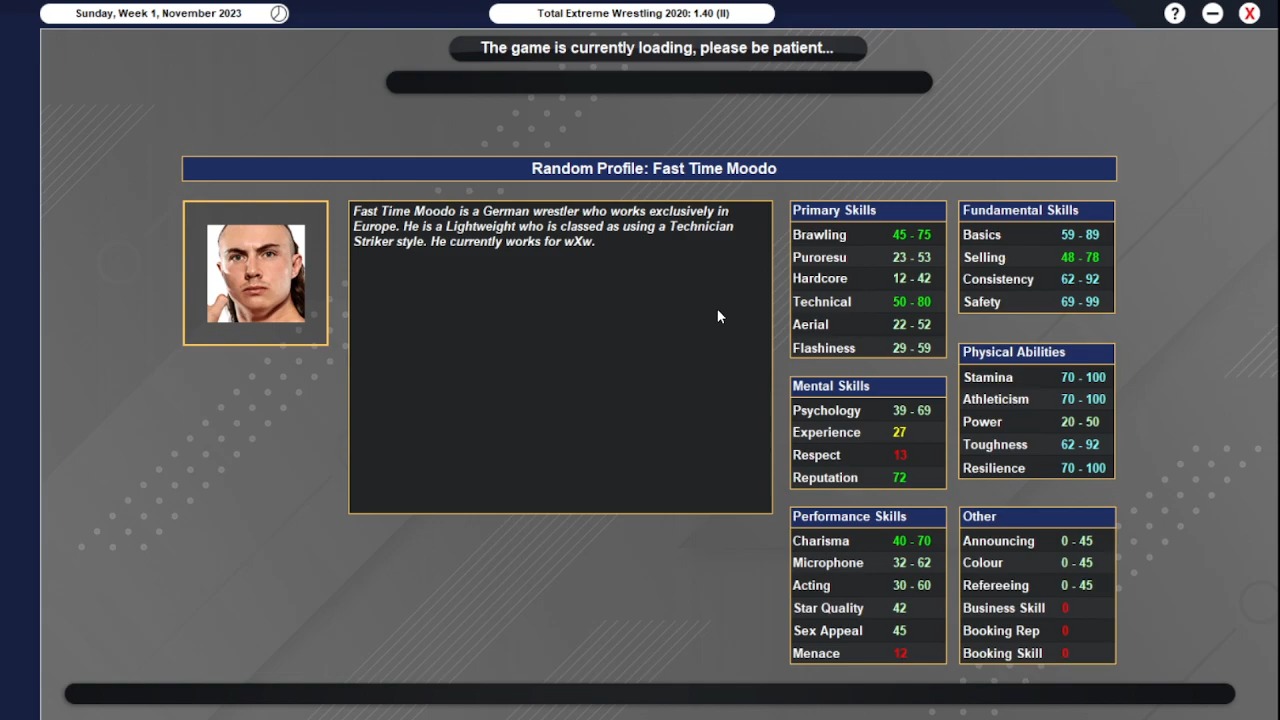 Sunday, Week 1, November 2023
Total Extreme Wrestling 2020: 1.40 (II)
?
X
The game is currently loading, please be patient...
Random Profile: Fast Time Moodo
Fast Time Moodo is a German wrestler who works exclusively in
Europe. He is a Lightweight who is classed as using a Technician
Striker style. He currently works for wXw.
Primary Skills
Brawling 45 - 75
Puroresu 23 - 53
Hardcore 12 - 42
Technical 50 - 80
Aerial 22 - 52
Flashiness 29 - 59
Mental Skills
Psychology 39 - 69
Experience 27
Respect 13
Reputation 72
Performance Skills
Charisma 40 - 70
Microphone 32 - 62
Acting 30 - 60
Star Quality 42
Sex Appeal 45
Menace 12
Fundamental Skills
Basics 59 - 89
Selling 48 - 78
Consistency 62 - 92
Safety 69 - 99
Physical Abilities
Stamina 70 - 100
Athleticism 70 - 100
Power 20 - 50
Toughness 62 - 92
Resilience 70 - 100
Other
Announcing 0 - 45
Colour 0 - 45
Refereeing 0 - 45
Business Skill 0
Booking Rep 0
Booking Skill 0